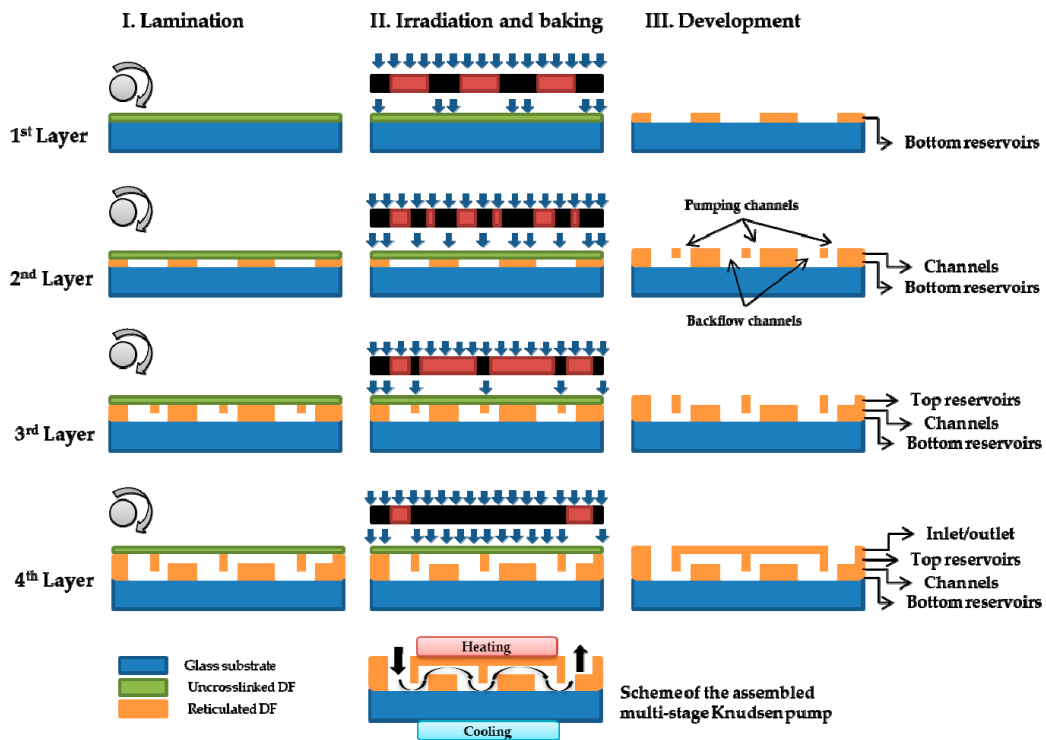 I. Lamination
II. Irradiation and baking
III. Development
1st Layer
Bottom reservoirs
Pumping channels
2nd Layer
Channels
Bottom reservoirs
Backflow channels
3rd Layer
Top reservoirs
Channels
Bottom reservoirs
4th Layer
Inlet/outlet
Top reservoirs
Channels
Bottom reservoirs
Glass substrate
Uncrosslinked DF
Reticulated DF
Heating
Cooling
Scheme of the assembled
multi-stage Knudsen pump